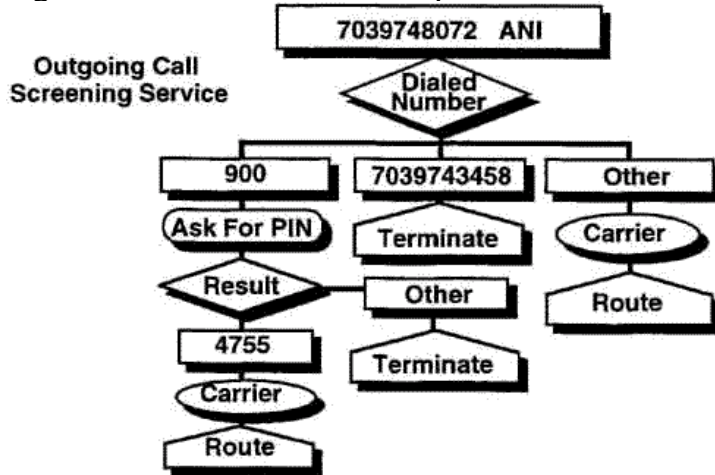 7039748072 ANI
Outgoing Call
Screening Service
Dialed
Number
900
7039743458
Other
Ask For PIN
Terminate
Carrier
Result
Other
Route
4755
Terminate
Carrier
Route